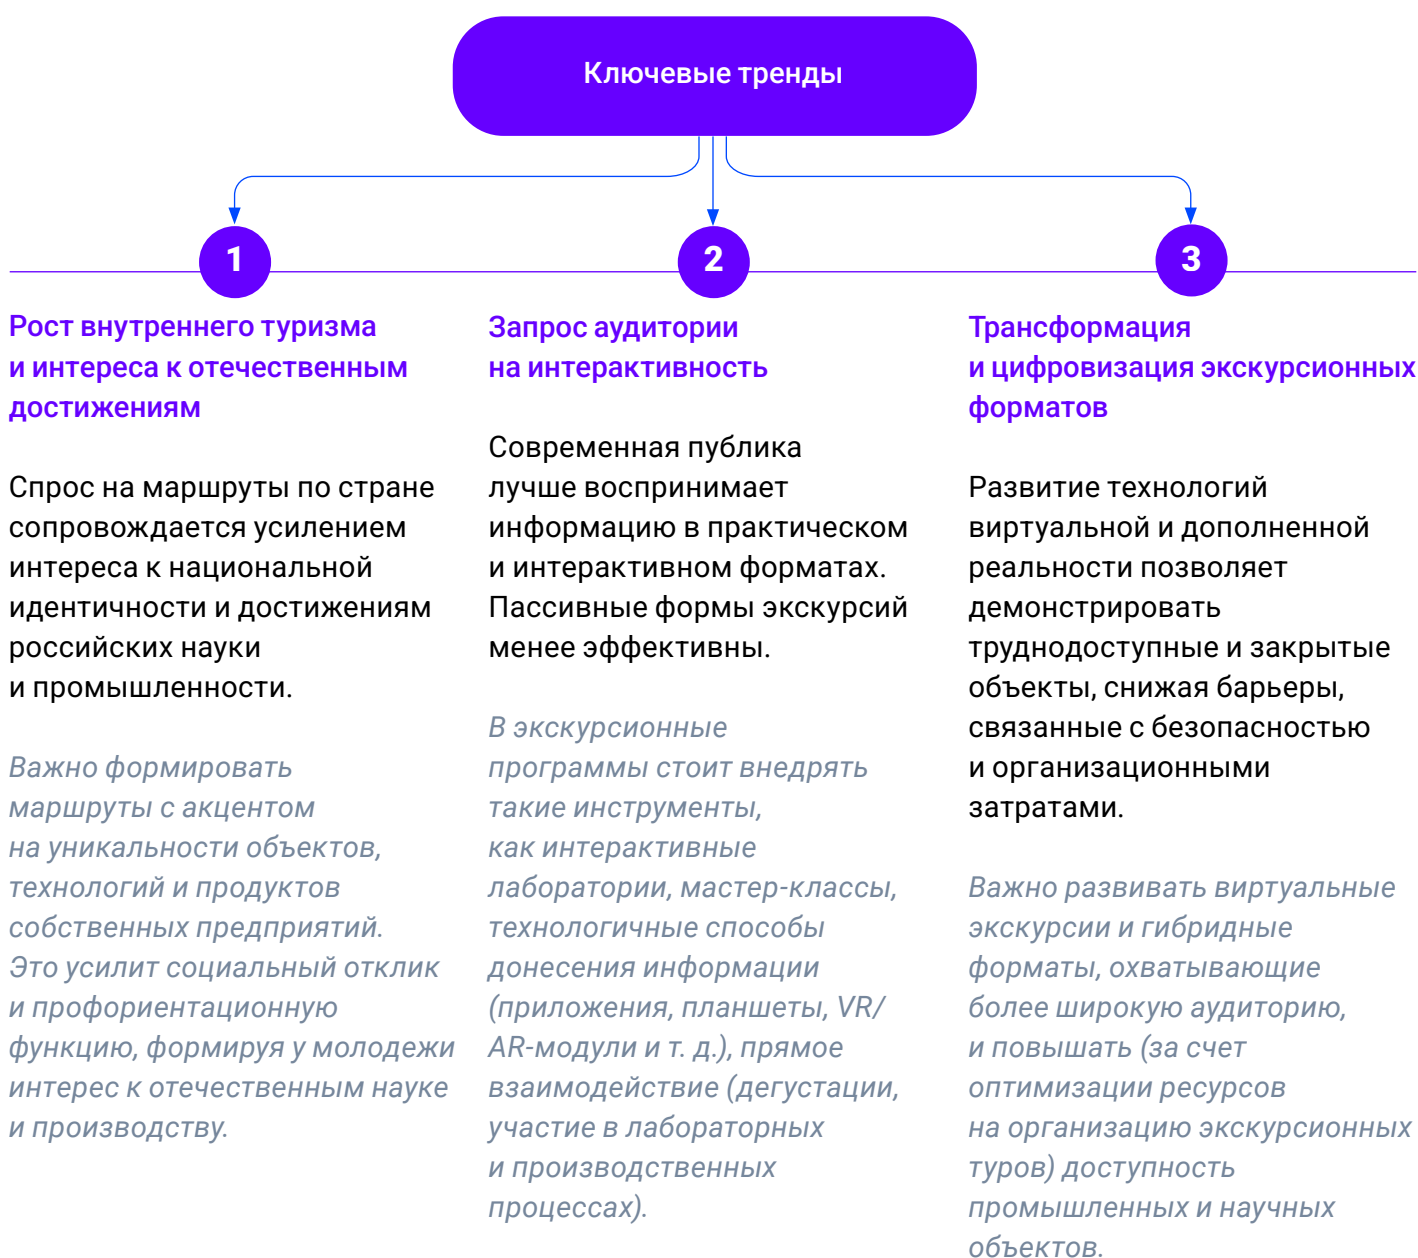 Ключевые тренды
1
Рост внутреннего туризма
и интереса к отечественным
достижениям
Спрос на маршруты по стране
сопровождается усилением
интереса к национальной
идентичности и достижениям
российских науки
и промышленности.
Важно формировать
маршруты с акцентом
на уникальности объектов,
технологий и продуктов
собственных предприятий.
Это усилит социальный отклик
и профориентационную
функцию, формируя у молодежи
интерес к отечественным науке
и производству.
2
Запрос аудитории
на интерактивность
Современная публика
лучше воспринимает
информацию в практическом
и интерактивном форматах.
Пассивные формы экскурсий
менее эффективны.
В экскурсионные
программы стоит внедрять
такие инструменты,
как интерактивные
лаборатории, мастер-классы,
технологичные способы
донесения информации
(приложения, планшеты, VR/
AR-модули и т. д.), прямое
взаимодействие (дегустации,
участие в лабораторных
и производственных
процессах).
3
Трансформация
и цифровизация экскурсионных
форматов
Развитие технологий
виртуальной и дополненной
реальности позволяет
демонстрировать
труднодоступные и закрытые
объекты, снижая барьеры,
связанные с безопасностью
и организационными
затратами.
Важно развивать виртуальные
экскурсии и гибридные
форматы, охватывающие
более широкую аудиторию,
и повышать (за счет
оптимизации ресурсов
на организацию экскурсионных
туров) доступность
промышленных и научных
объектов.